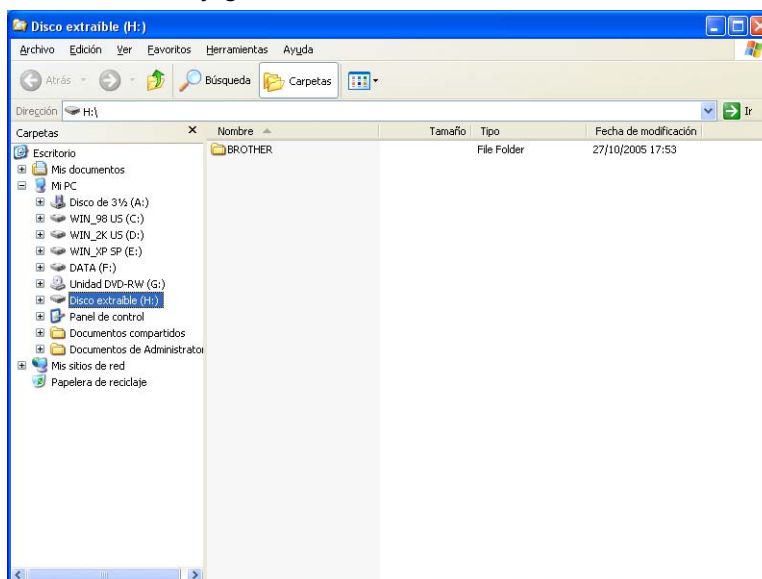 Disco extraíble (H:)
Archivo Edición Ver Favoritos Herramientas Ayuda
Atrás Búsqueda Carpetas
Dirección H:\ Ir
Carpetas × Nombre Tamaño Tipo Fecha de modificación
Escritorio BROTHER File Folder 27/10/2005 17:53
Mis documentos
Mi PC
Disco de 3½ (A:)
WIN_98 US (C:)
WIN_2K US (D:)
WIN_XP SP (E:)
DATA (F:)
Unidad DVD-RW (G:)
Disco extraíble (H:)
Panel de control
Documentos compartidos
Documentos de Administrator
Mis sitios de red
Papelera de reciclaje